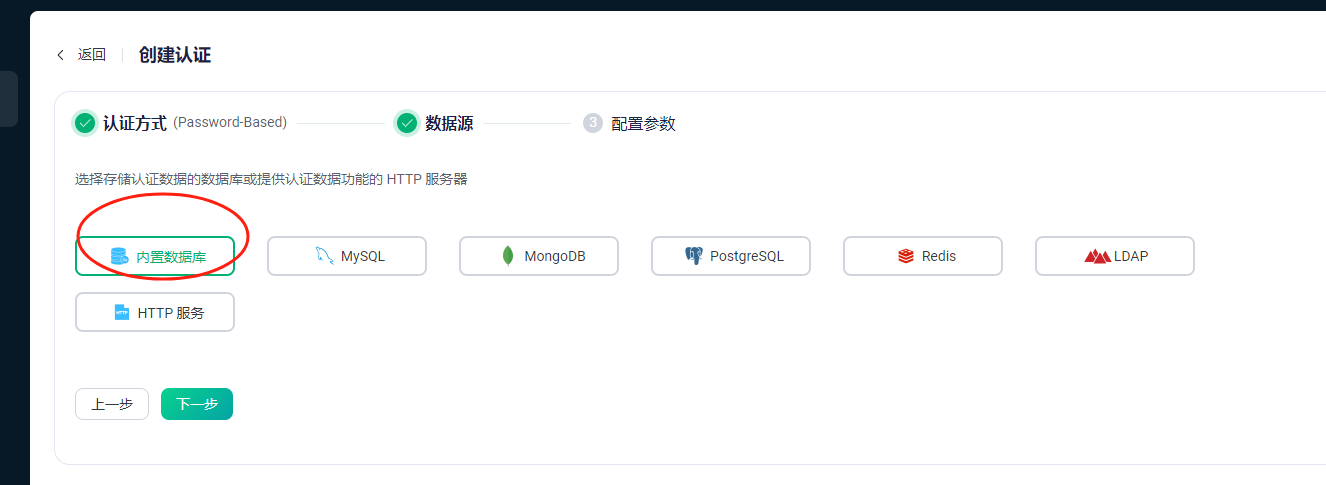 返回 创建认证
认证方式 (Password-Based) 数据源 3 配置参数
选择存储认证数据的数据库或提供认证数据功能的 HTTP 服务器
内置数据库 MySQL MongoDB PostgreSQL Redis LDAP
HTTP HTTP 服务
上一步 下一步